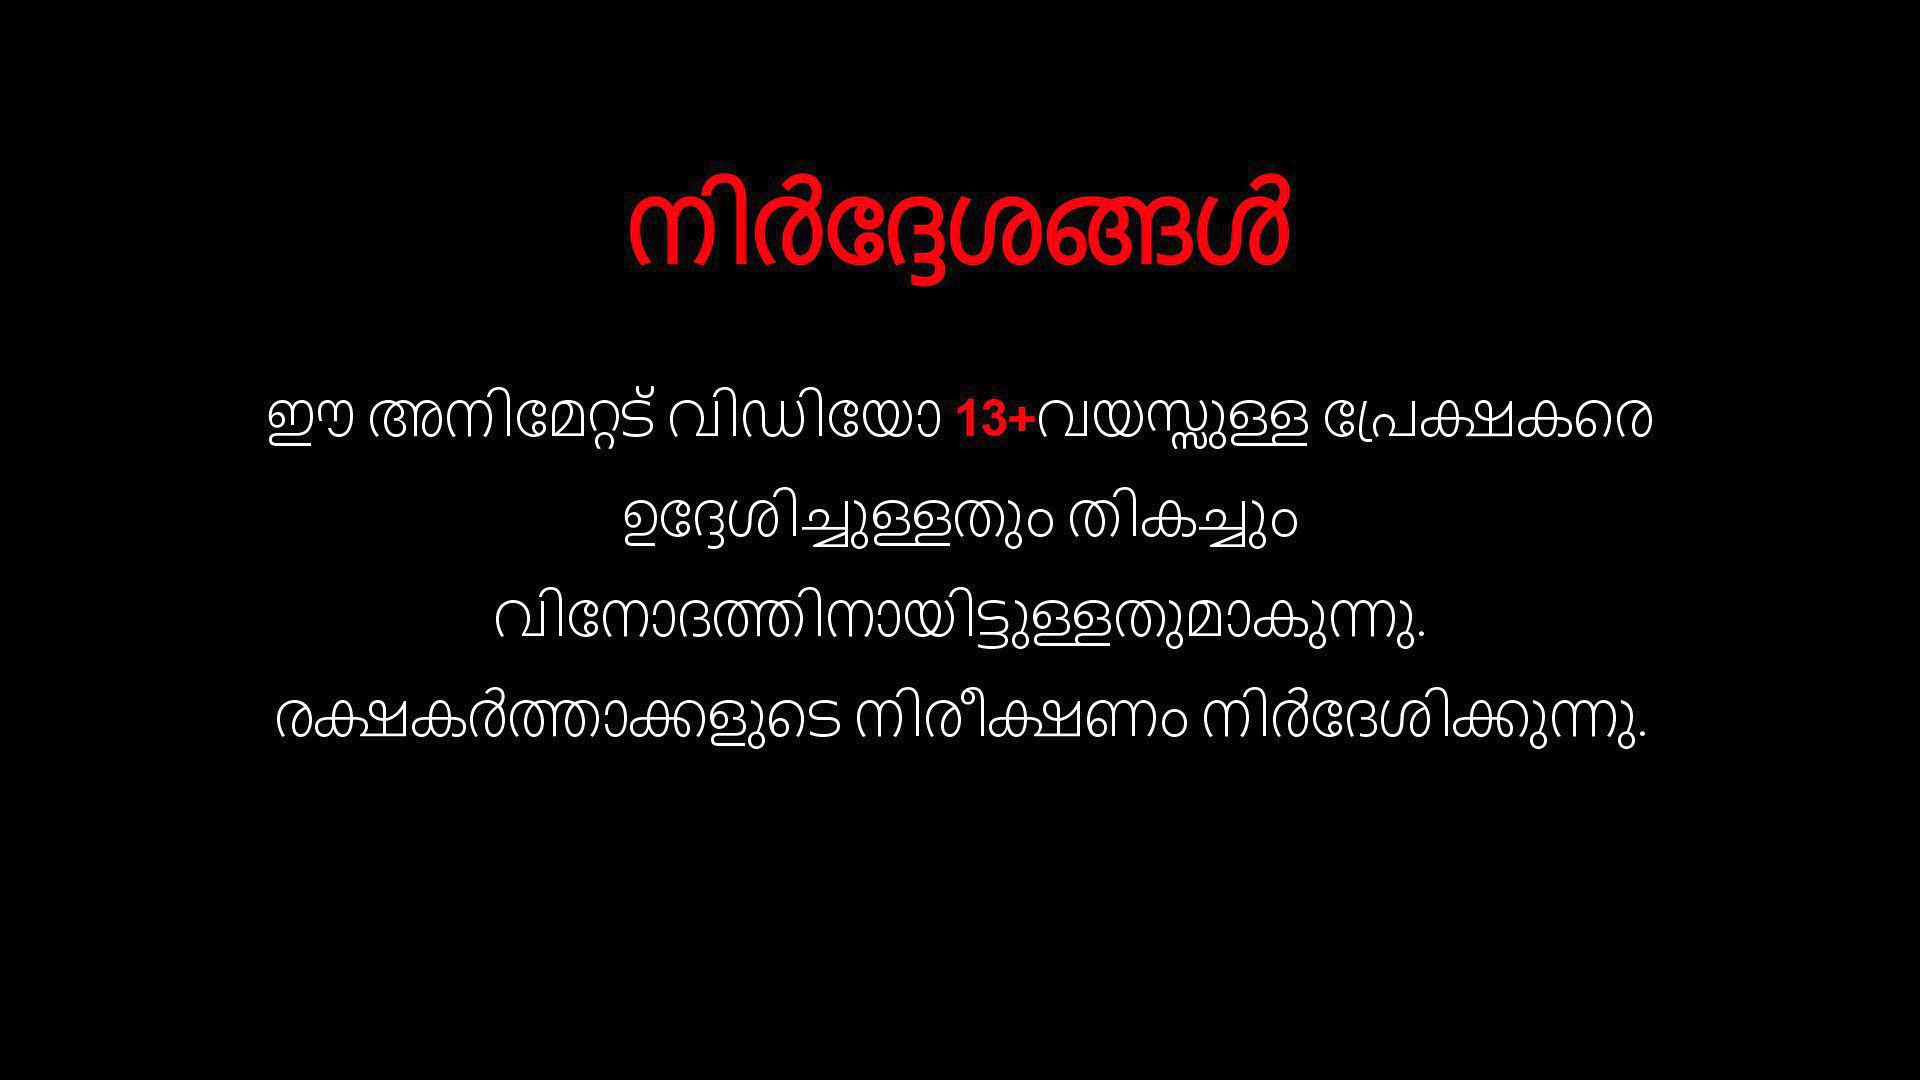 നിർദ്ദേശങ്ങൾ
ഈ അനിമേറ്റട് വിഡിയോ 13+വയസ്സുള്ള പ്രേക്ഷകരെ
ഉദ്ദേശിച്ചുള്ളതും തികച്ചും
വിനോദത്തിനായിട്ടുള്ളതുമാകുന്നു.
രക്ഷകർത്താക്കളുടെ നിരീക്ഷണം നിർദേശിക്കുന്നു.